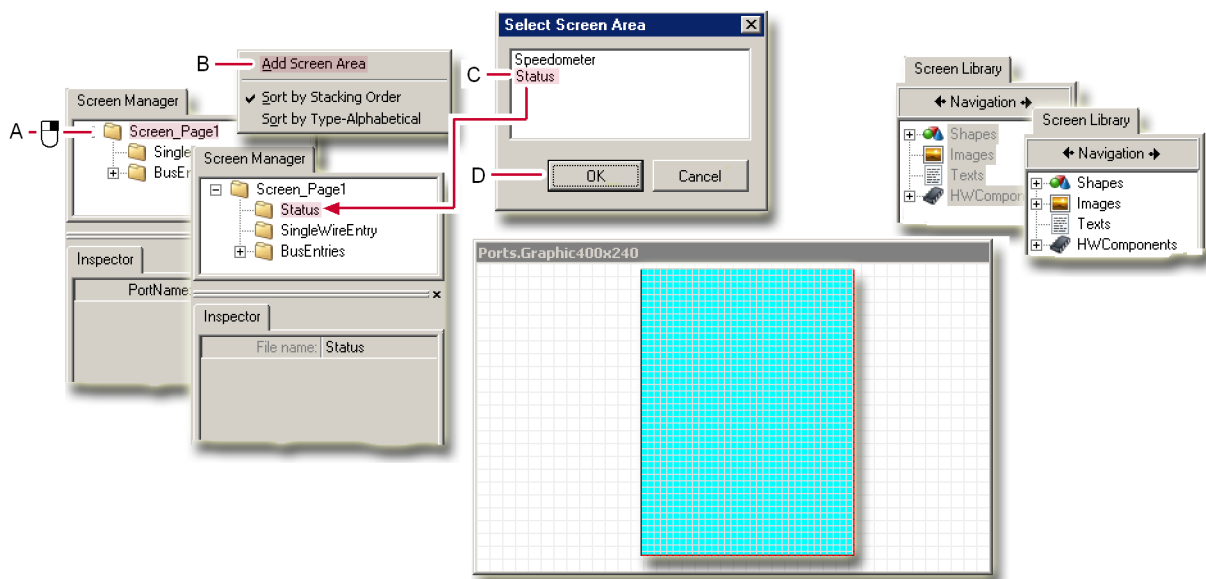 A
Screen Manager
Screen_Page1
Single
BusEn
Inspector
PortName:
B
Add Screen Area
Sort by Stacking Order
Sort by Type-Alphabetical
Screen Manager
Screen_Page1
Status
SingleWireEntry
BusEntries
Inspector
File name: Status
Select Screen Area
Speedometer
C
Status
D
OK Cancel
Ports.Graphic400x240
Screen Library
Navigation
Shapes
Images
Texts
HWCompon
Screen Library
Navigation
Shapes
Images
Texts
HWComponents